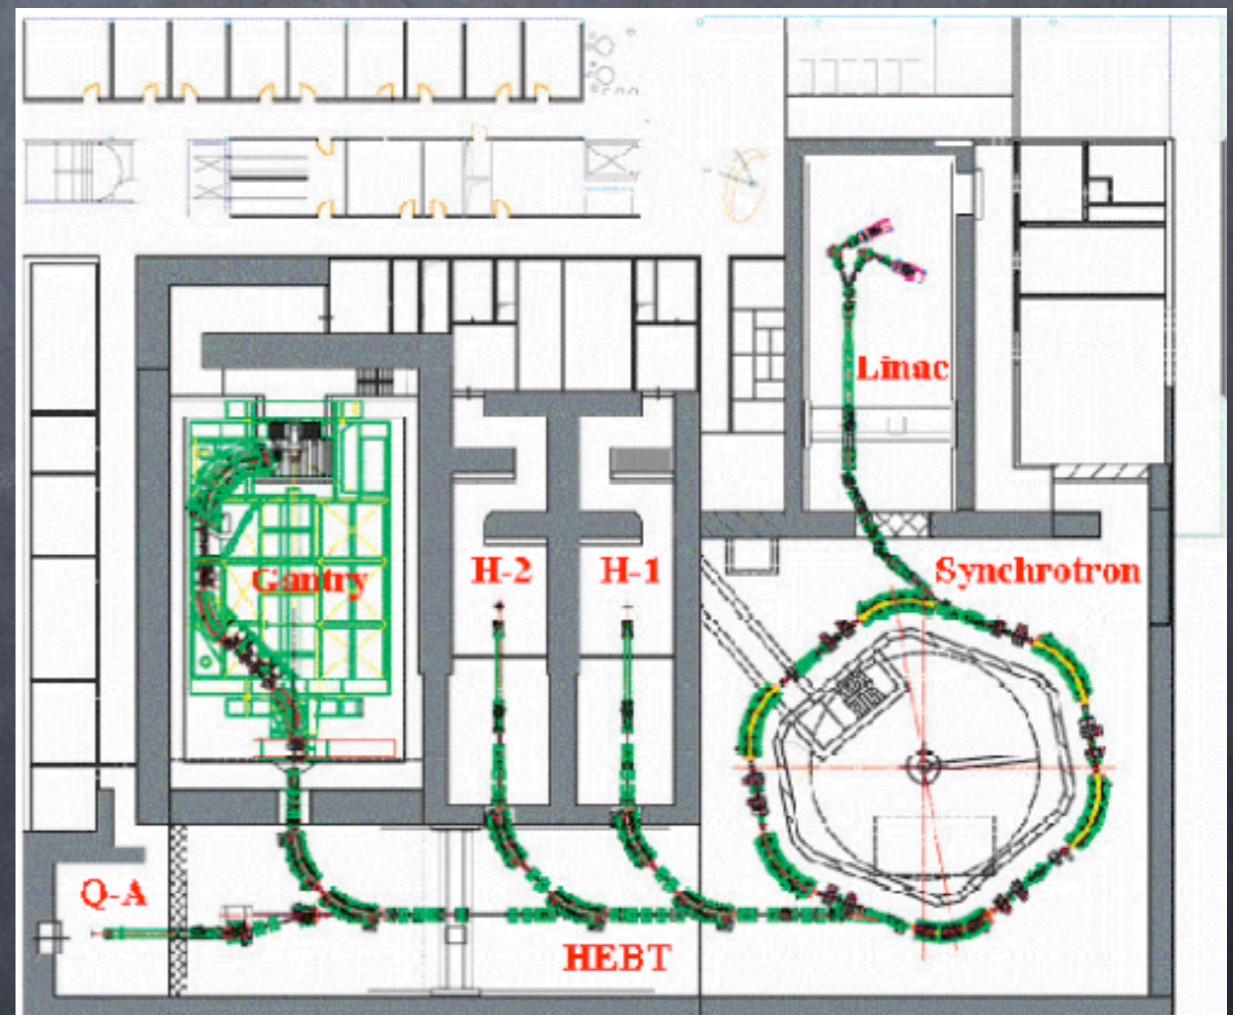 Linac
Gantry
H-2
H-1
Synchrotron
Q-A
HEBT